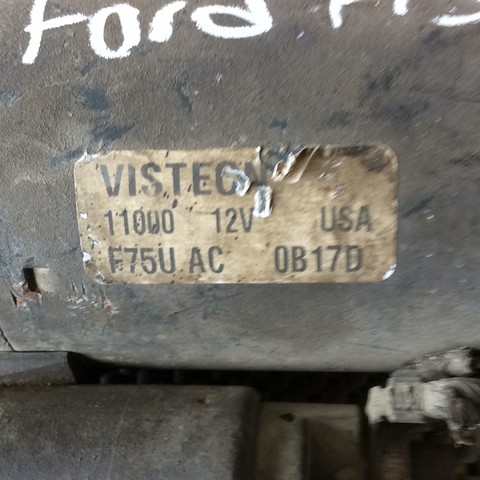 Ford
VISTEON
11000 12V USA
F75U AC 0B17D